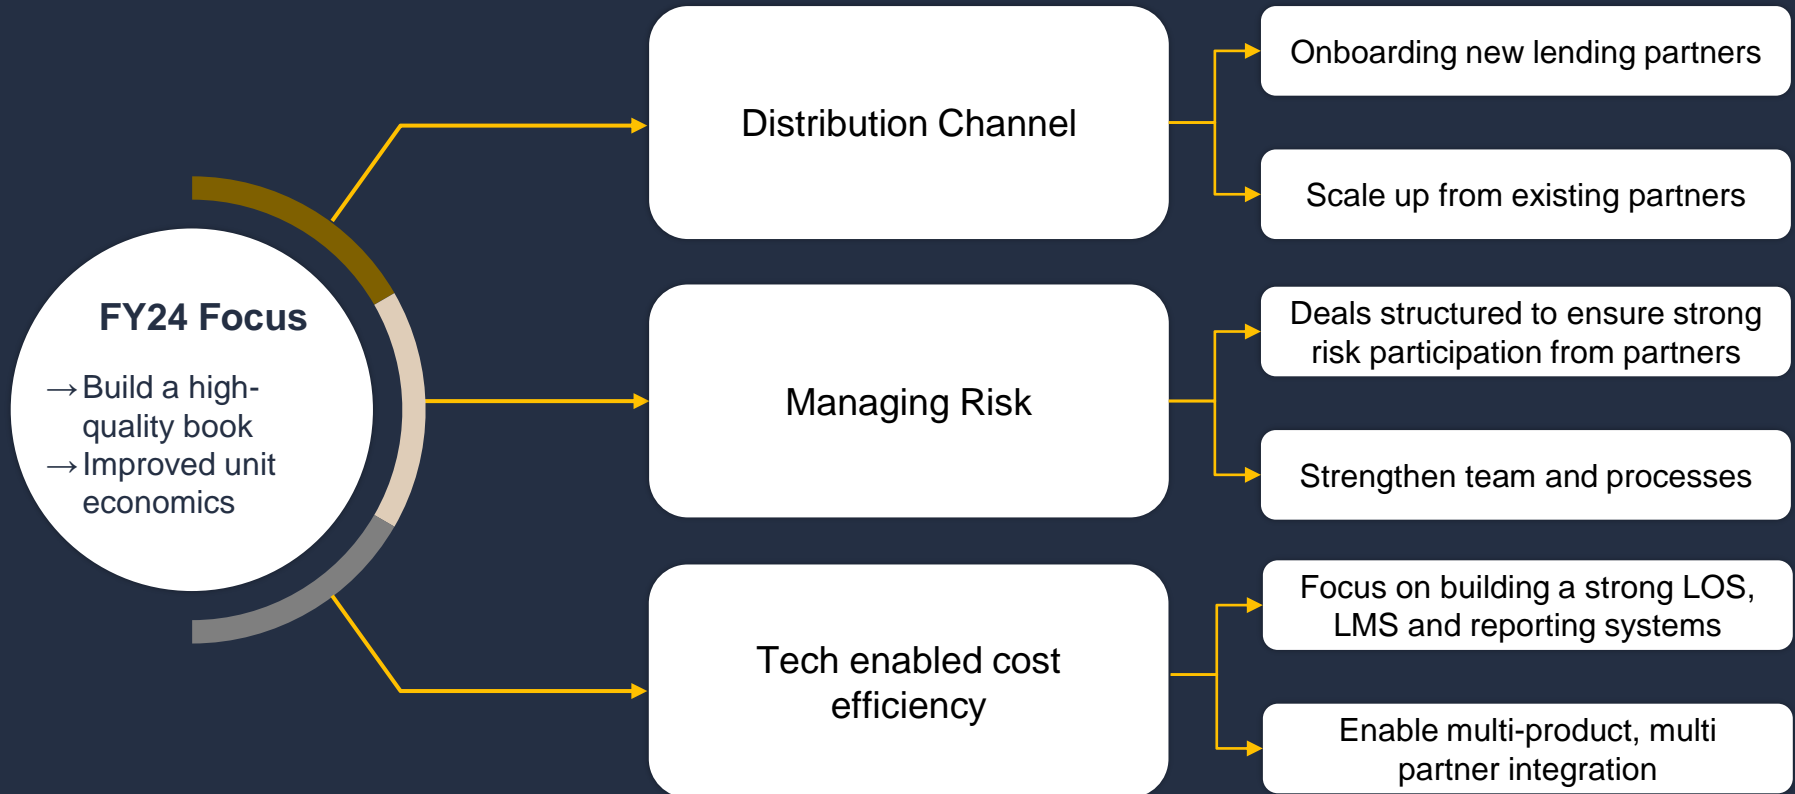 FY24 Focus
→ Build a high-
quality book
→ Improved unit
economics
Distribution Channel
Onboarding new lending partners
Scale up from existing partners
Managing Risk
Deals structured to ensure strong
risk participation from partners
Strengthen team and processes
Tech enabled cost
efficiency
Focus on building a strong LOS,
LMS and reporting systems
Enable multi-product, multi
partner integration